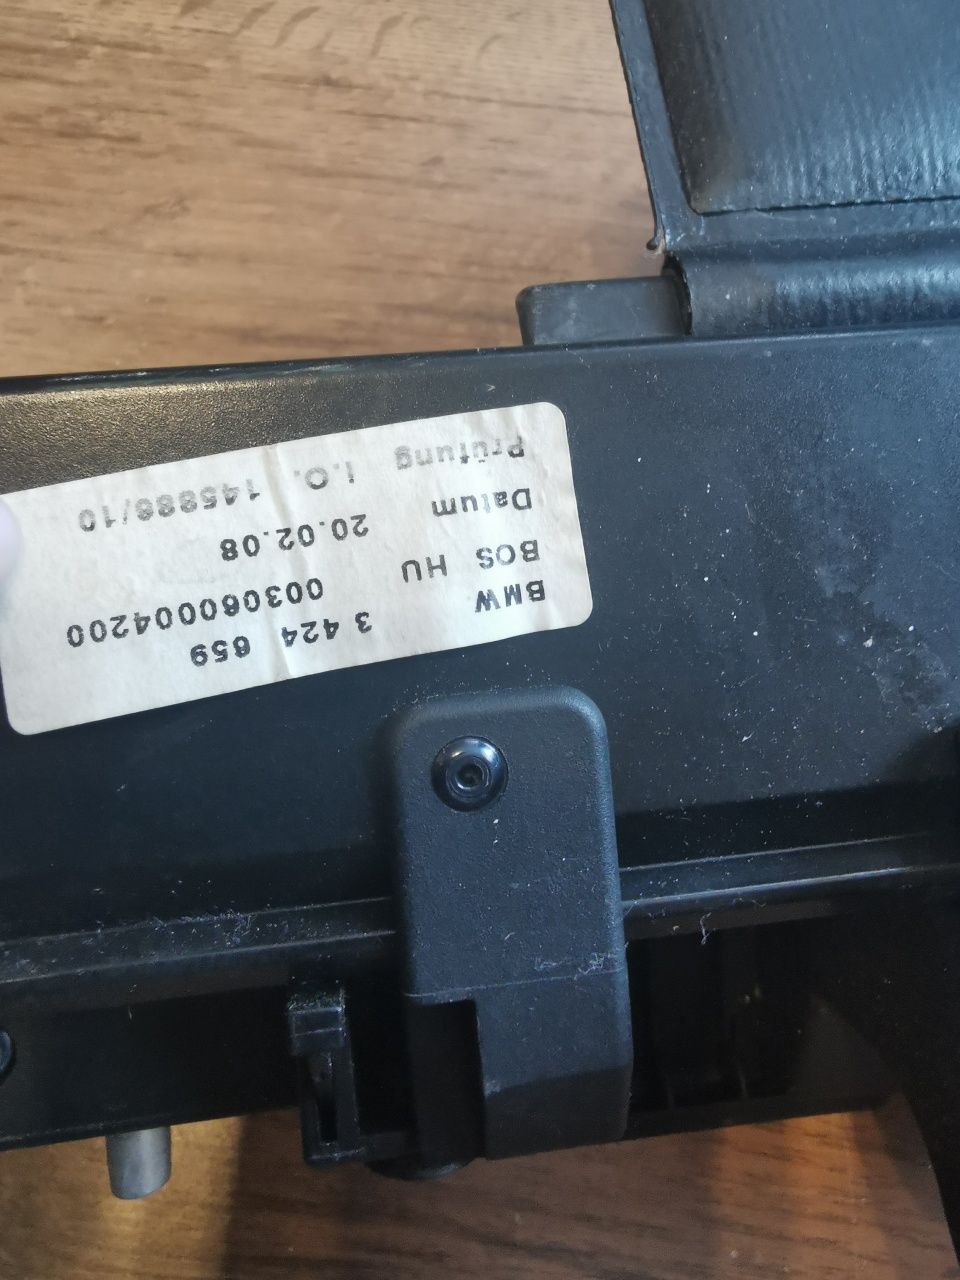 BMW 3 424 659
BOS HU 003060004200
Datum 20.02.08
Prüfung i.O. 145886/10